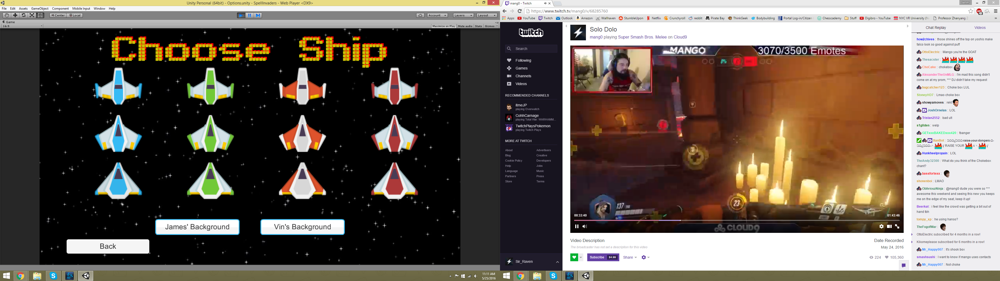 Unity Personal (64bit) - Options.unity - SpellInvaders - Web Player <DX9>
File Edit Assets GameObject Component Mobile Input Window Help
Center Local Account Layers Layout
Game
16:9 Maximize on Play Mute audio Stats Gizmos
Choose Ship
James' Background Vin's Background
Back
11:11 AM
5/25/2016
mang0 - Twitch
James
https://www.twitch.tv/mang0/v/68285760
Apps YouTube Twitch Outlook Amazon Wallhaven StumbleUpon Netflix Crunchyroll reddit Pirate Bay ThinkGeek Bodybuilding Portal Log-in/Citizen Chesscademy Stuff Digibro - YouTube NYC VR University (N Professor Zhanyang Z
twitch
Search
Following
Games
Channels
Videos
RECOMMENDED CHANNELS
itmeJP
playing Overwatch
CohhCarnage
playing Total War: WARHAMM...
TwitchPlaysPokemon
playing Twitch Plays
MORE AT TWITCH
About Advertisers
Blog Creative
Cookie Policy Developers
Help Jobs
Language Music
Partners Press
Store Terms
Sir_Raven
Solo Dolo
mang0 playing Super Smash Bros. Melee on Cloud9
MANGO 3070/3500 Emotes
0%
137/200
23
00:33:40 01:43:46
CLOUD9
Video Description
The broadcaster has not set a description for this video
Date Recorded
May 24, 2016
Subscribe $4.99 Share
224 105,360
Chat Replay Videos
how2chives : those shines off the top on yoshis make
falco look so good against puff
OttoElectric : Mango you're the GOAT
Thesacster :
ChoCake : chokebox
AlexanderTheUnMLG : I'm mad this song didn't
come on at my prom, *** DJ didn't take my request
bugcatcher123 : Choke box LUL
StoneyHD7 : Lmao choke box
showyamoves : rekt
JoshOrnelas : LOL
Tristan2552 : bad ult
s1g0den : welp
GETxxxBAKEDxxx420 : !banger
XanBot : raise your dongers
RAISE YOUR s
Hunkheelpropain : LOL
TheAndy32300 : What do you think of the Chokebox
chant?
bassfortexx :
shonenboi : LMAO
ObliviouzNinja : @mang0 dude you were so ***
awesome this weekend and seeing this new you keeps
me on the edge of my seat, keep it up!
Beerkat : i feel like the crowd was getting a bit out of
hand tbh
tompy_xp : he using hanso?
TheFogofWar :
OttoElectric subscribed for 4 months in a row!
Kikomeplease subscribed for 6 months in a row!
Mr_Happy007 : It's shook box
smashsushi : I want to know if mango uses contacts
Mr_Happy007 : Not choke